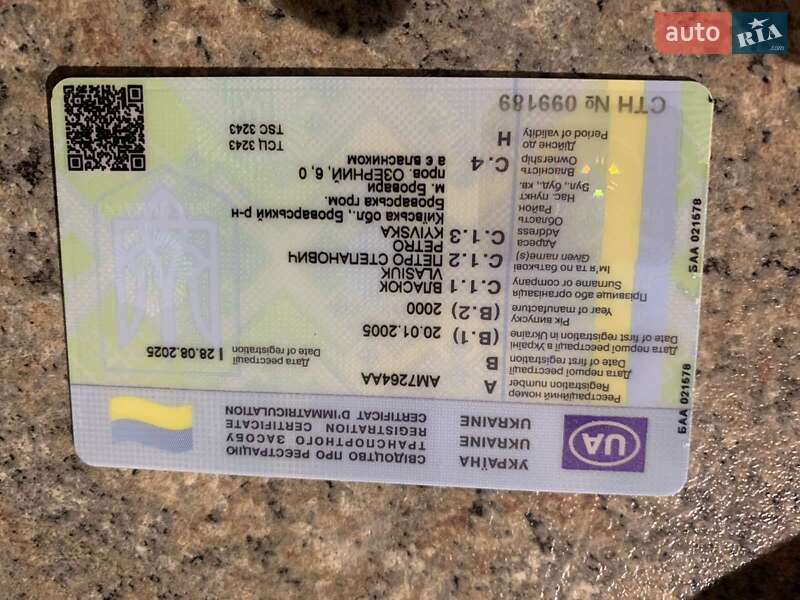 auto RIA.com
УКРАЇНА
UKRAINE
UKRAINE
UA
СВІДОЦТВО ПРО РЕЄСТРАЦІЮ
ТРАНСПОРТНОГО ЗАСОБУ
REGISTRATION CERTIFICATE
CERTIFICAT D'IMMATRICULATION
Реєстраційний номер
Registration number
A AM7264AA
Дата першої реєстрації
Date of first registration
B
Дата реєстрації
Date of registration
I 28.08.2025
Дата першої реєстрації в Україні
Date of first registration in Ukraine
(B.1) 20.01.2005
Рік випуску
Year of manufacture
(B.2) 2000
Прізвище або організація
Surname or company
C.1.1 ВЛАСЮК
VLASIUK
Ім'я та по батькові
Given name(s)
C.1.2 ПЕТРО СТЕПАНОВИЧ
PETRO
Адреса
Address
C.1.3 KYIVSKA
Область
Район
Нас. пункт
Вул., буд., кв.
Київська обл., Броварський р-н
Броварська гром.
м. Бровари
пров. ОЗЕРНИЙ, 6, 0
Власність
Ownership
C.4 а є власником
Дійсне до
Period of validity
H
ТСЦ 3243
TSC 3243
СТН № 099189
БАА 021578
БАА 021578